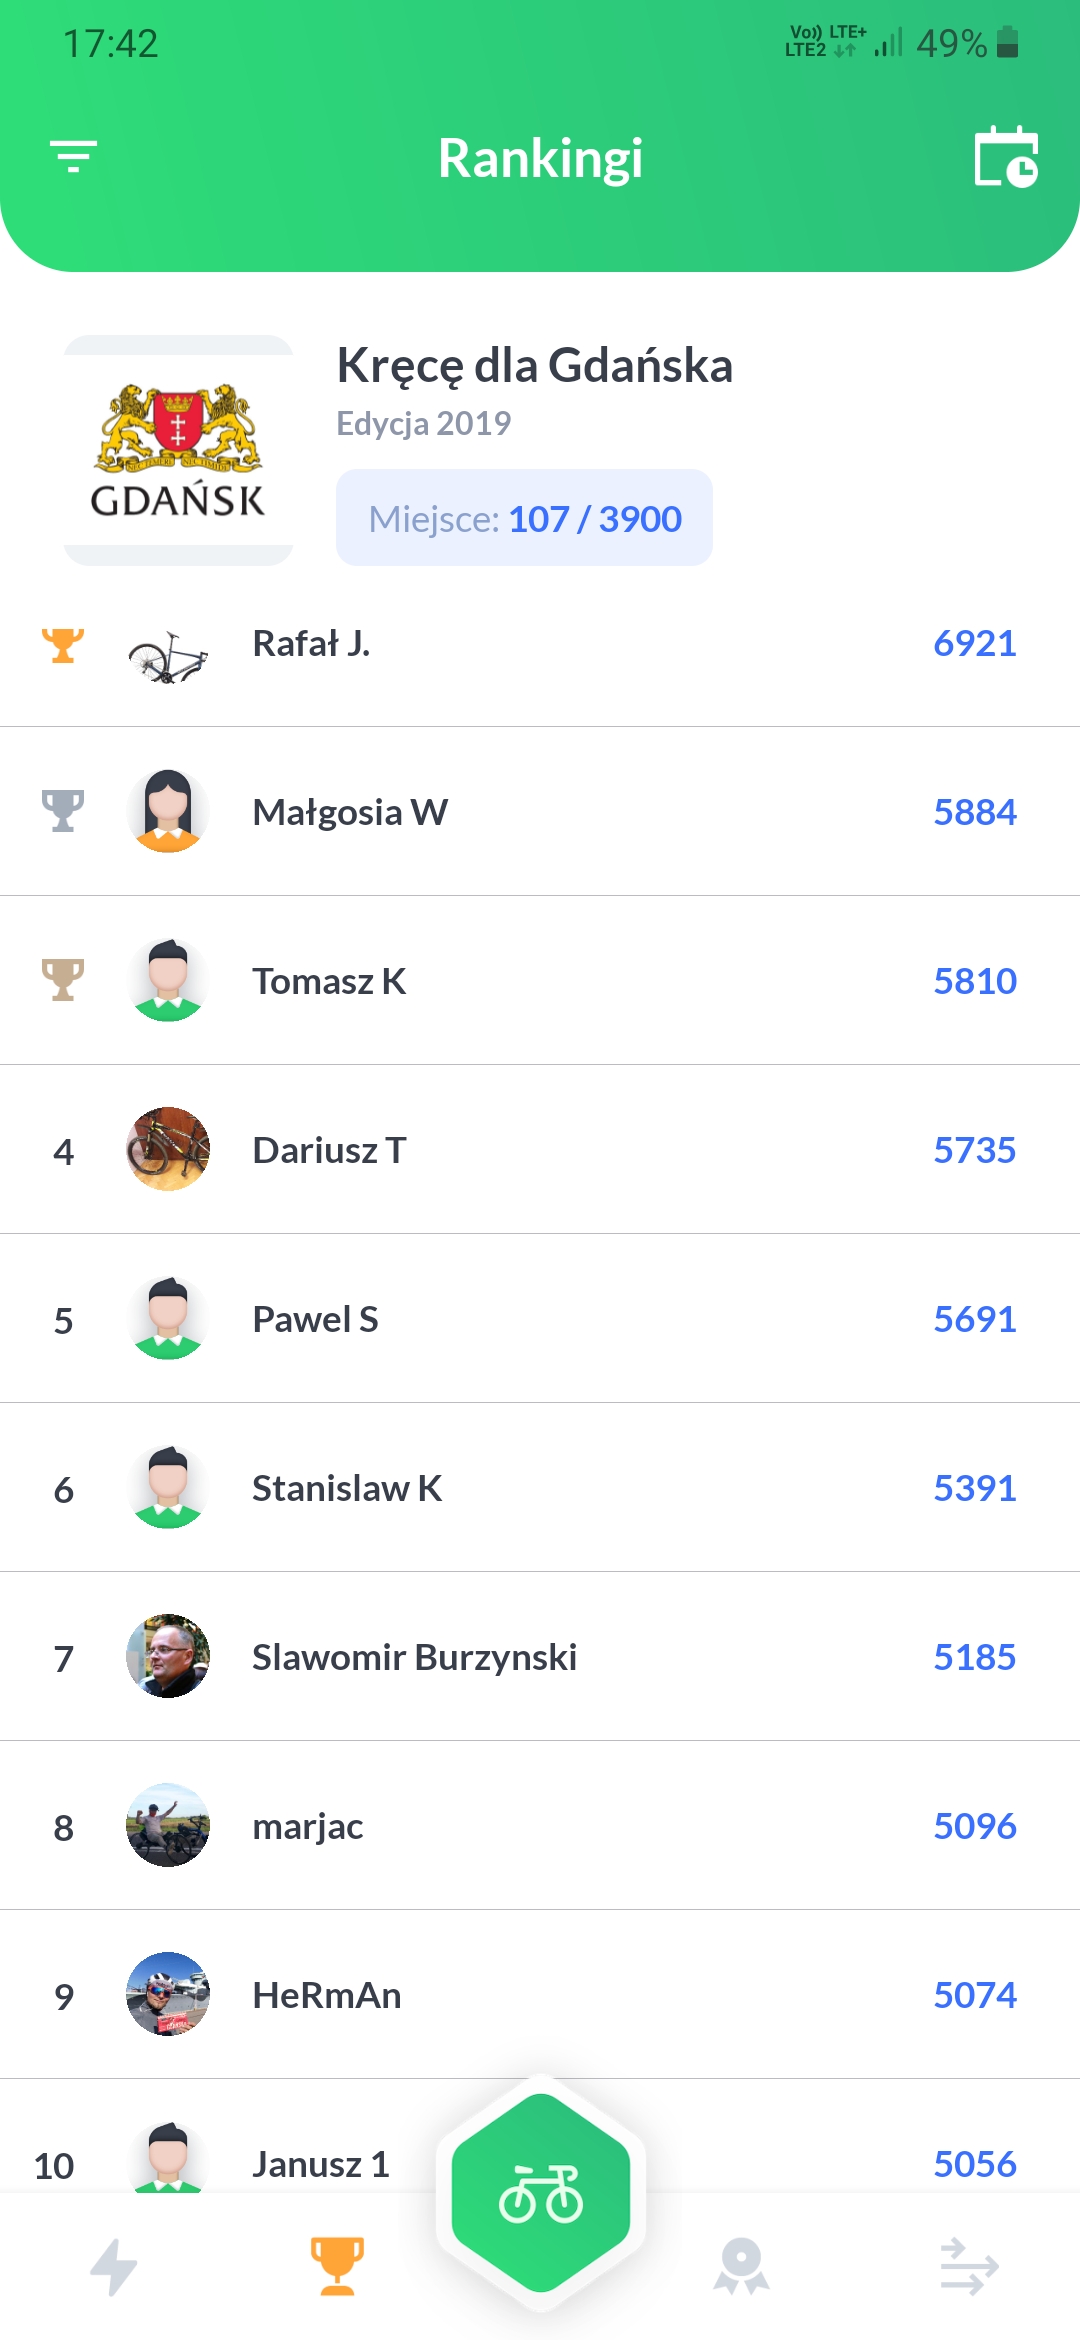 17:42
Vo)) LTE+
LTE2
49%
Rankingi
GDAŃSK
Kręcę dla Gdańska
Edycja 2019
Miejsce: 107 / 3900
Rafał J. 6921
Małgosia W 5884
Tomasz K 5810
4 Dariusz T 5735
5 Pawel S 5691
6 Stanislaw K 5391
7 Slawomir Burzynski 5185
8 marjac 5096
9 HeRmAn 5074
10 Janusz 1 5056